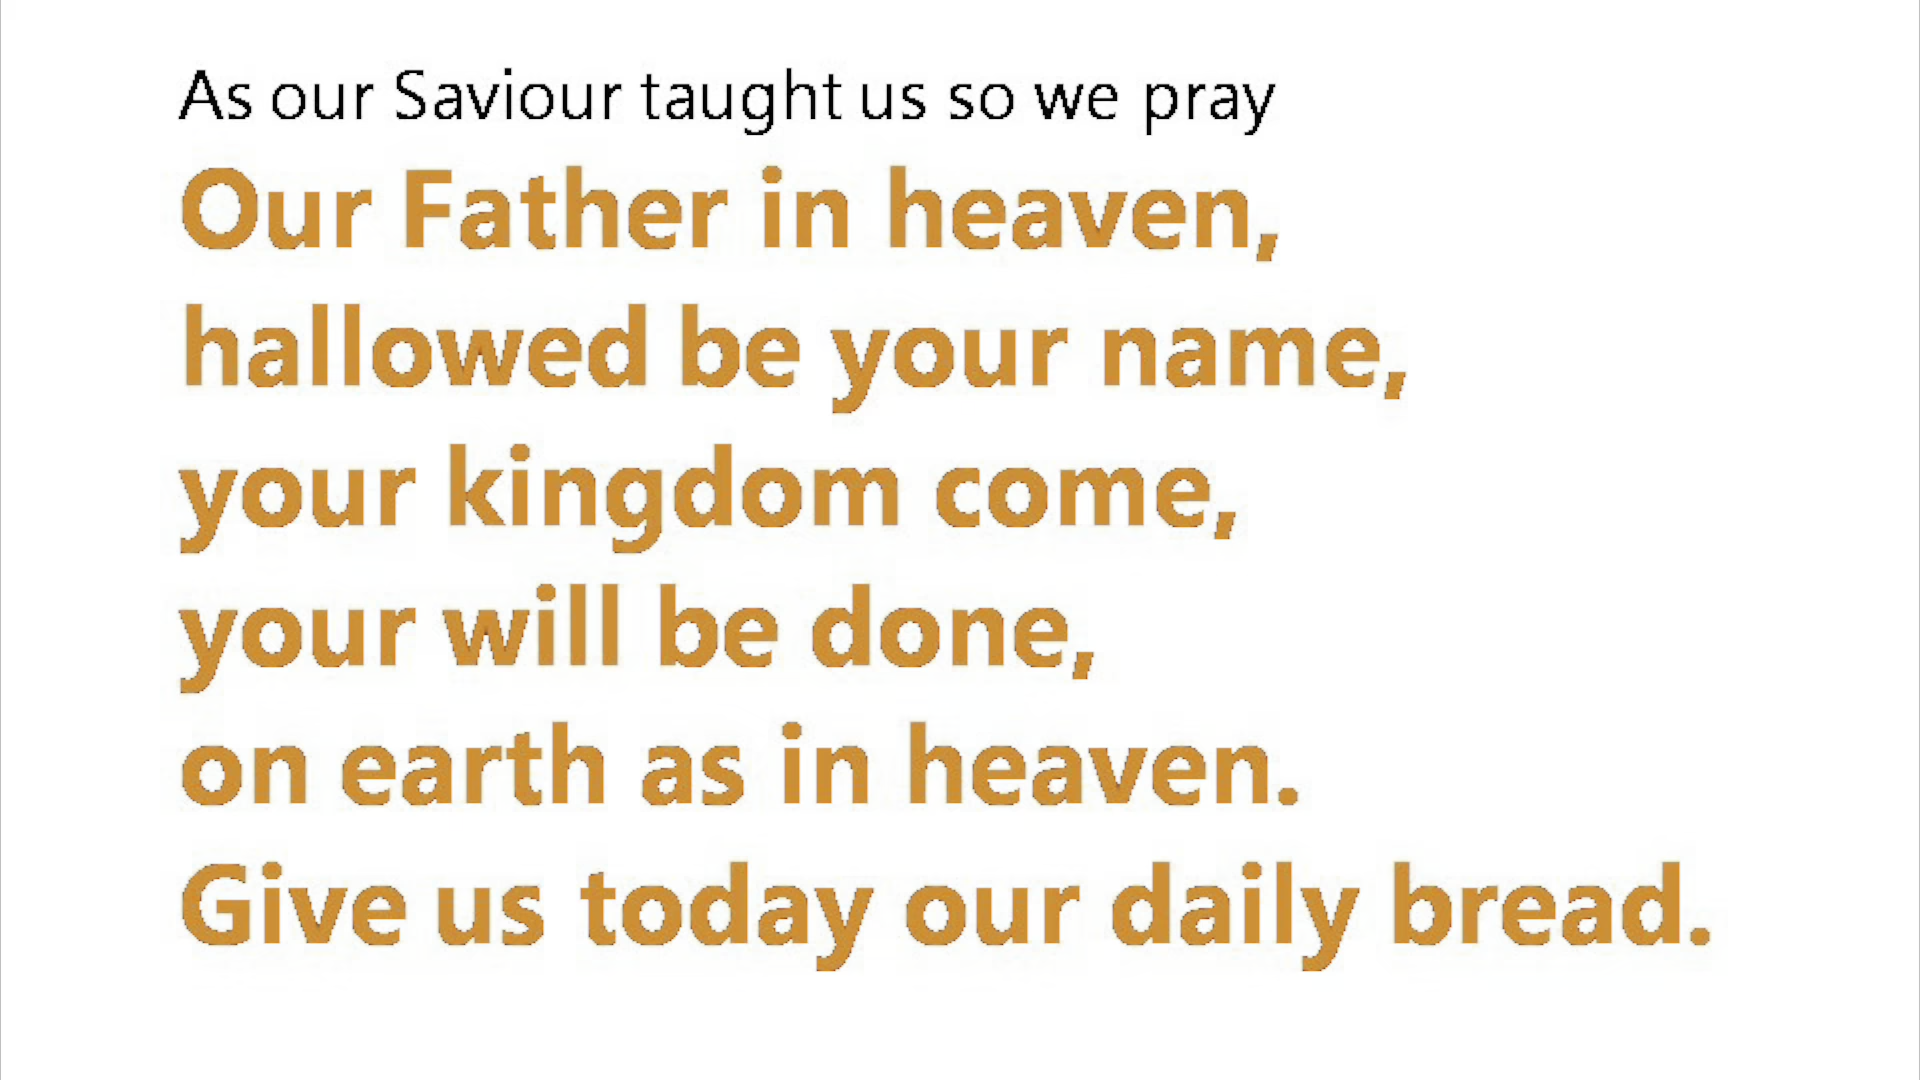 As our Saviour taught us so we pray
Our Father in heaven,
hallowed be your name,
your kingdom come,
your will be done,
on earth as in heaven.
Give us today our daily bread.